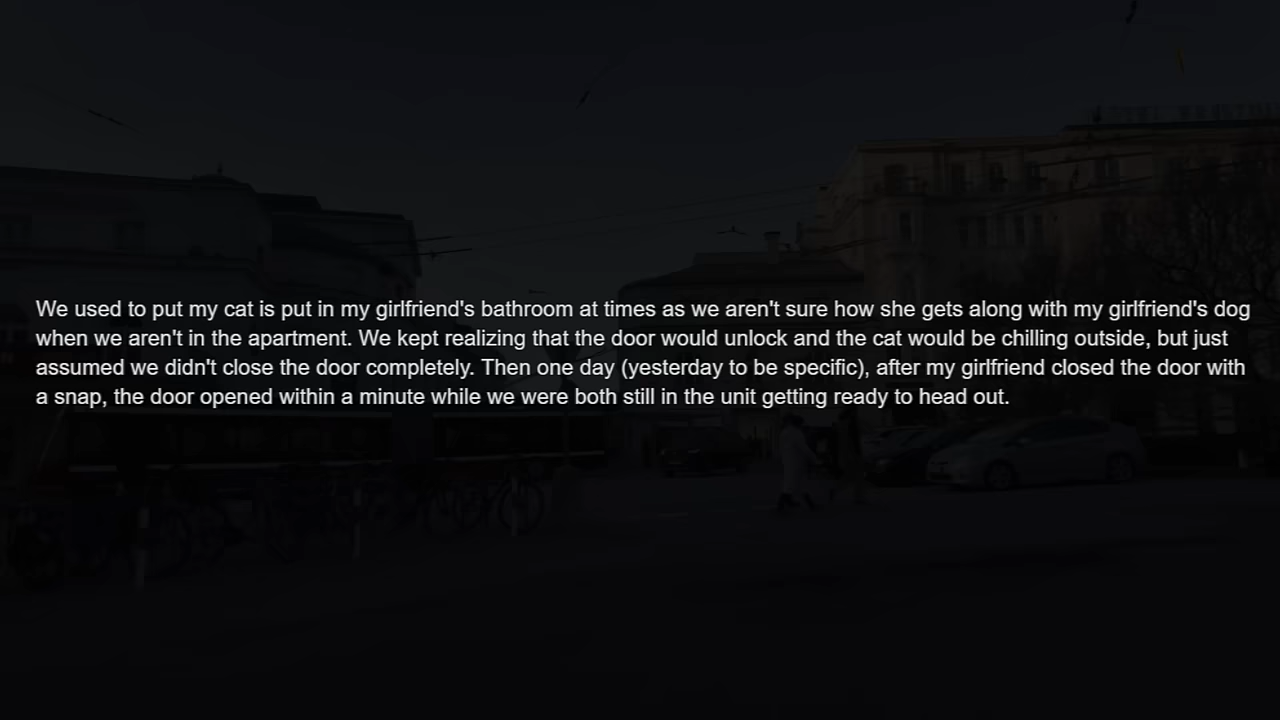 We used to put my cat is put in my girlfriend's bathroom at times as we aren't sure how she gets along with my girlfriend's dog
when we aren't in the apartment. We kept realizing that the door would unlock and the cat would be chilling outside, but just
assumed we didn't close the door completely. Then one day (yesterday to be specific), after my girlfriend closed the door with
a snap, the door opened within a minute while we were both still in the unit getting ready to head out.